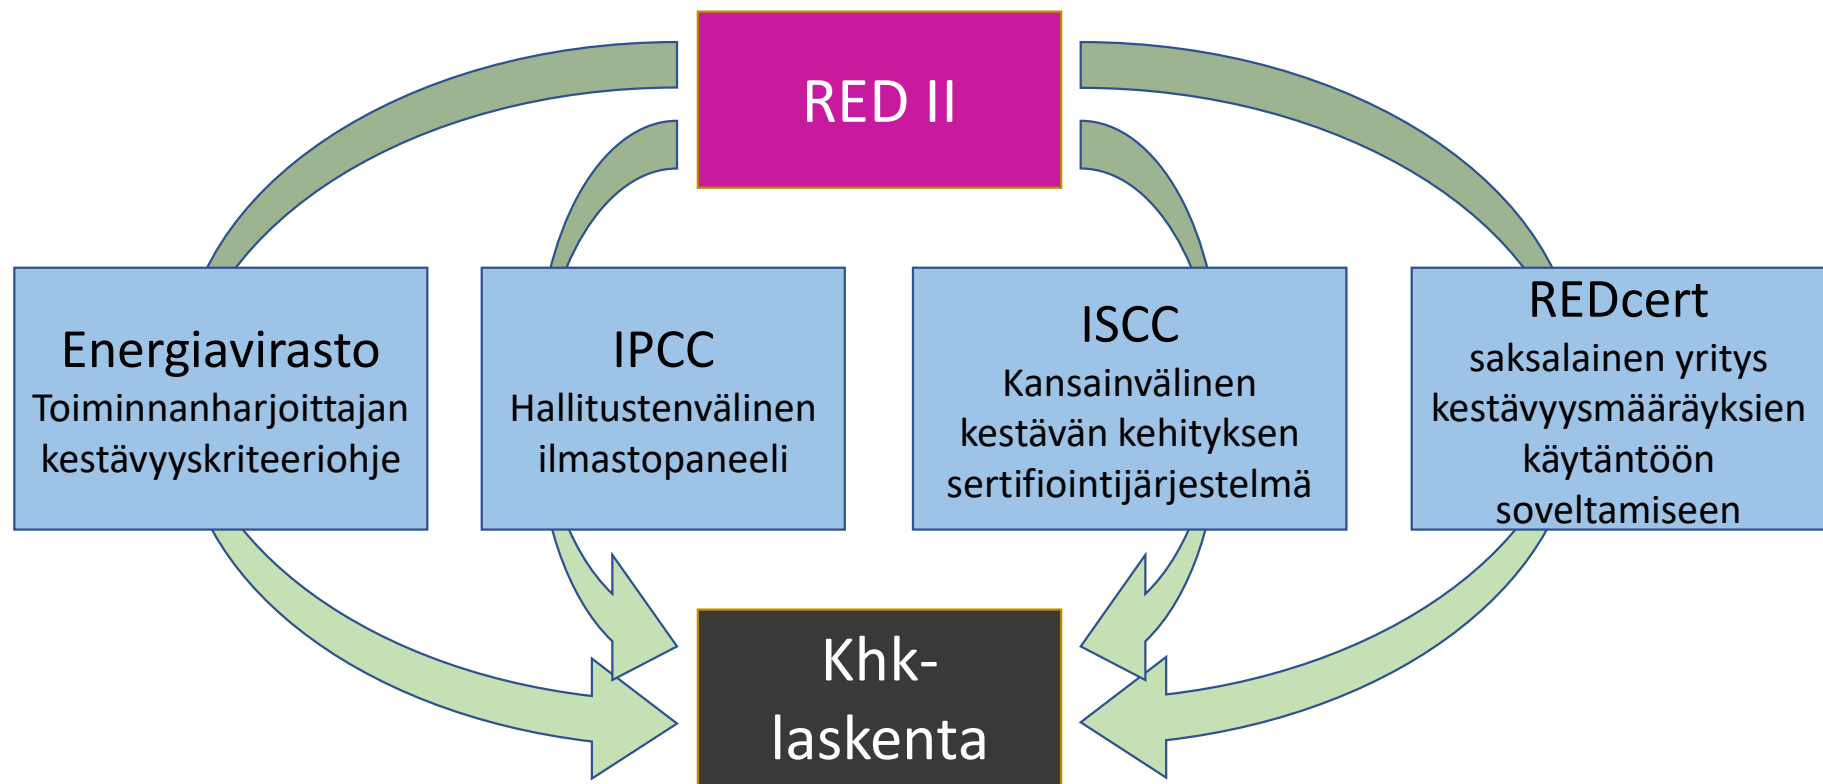 RED II
Energiavirasto
Toiminnanharjoittajan
kestävyyskriteeriohje
IPCC
Hallitustenvälinen
ilmastopaneeli
ISCC
Kansainvälinen
kestävän kehityksen
sertifiointijärjestelmä
REDcert
saksalainen yritys
kestävyysmääräyksien
käytäntöön
soveltamiseen
Khk-
laskenta